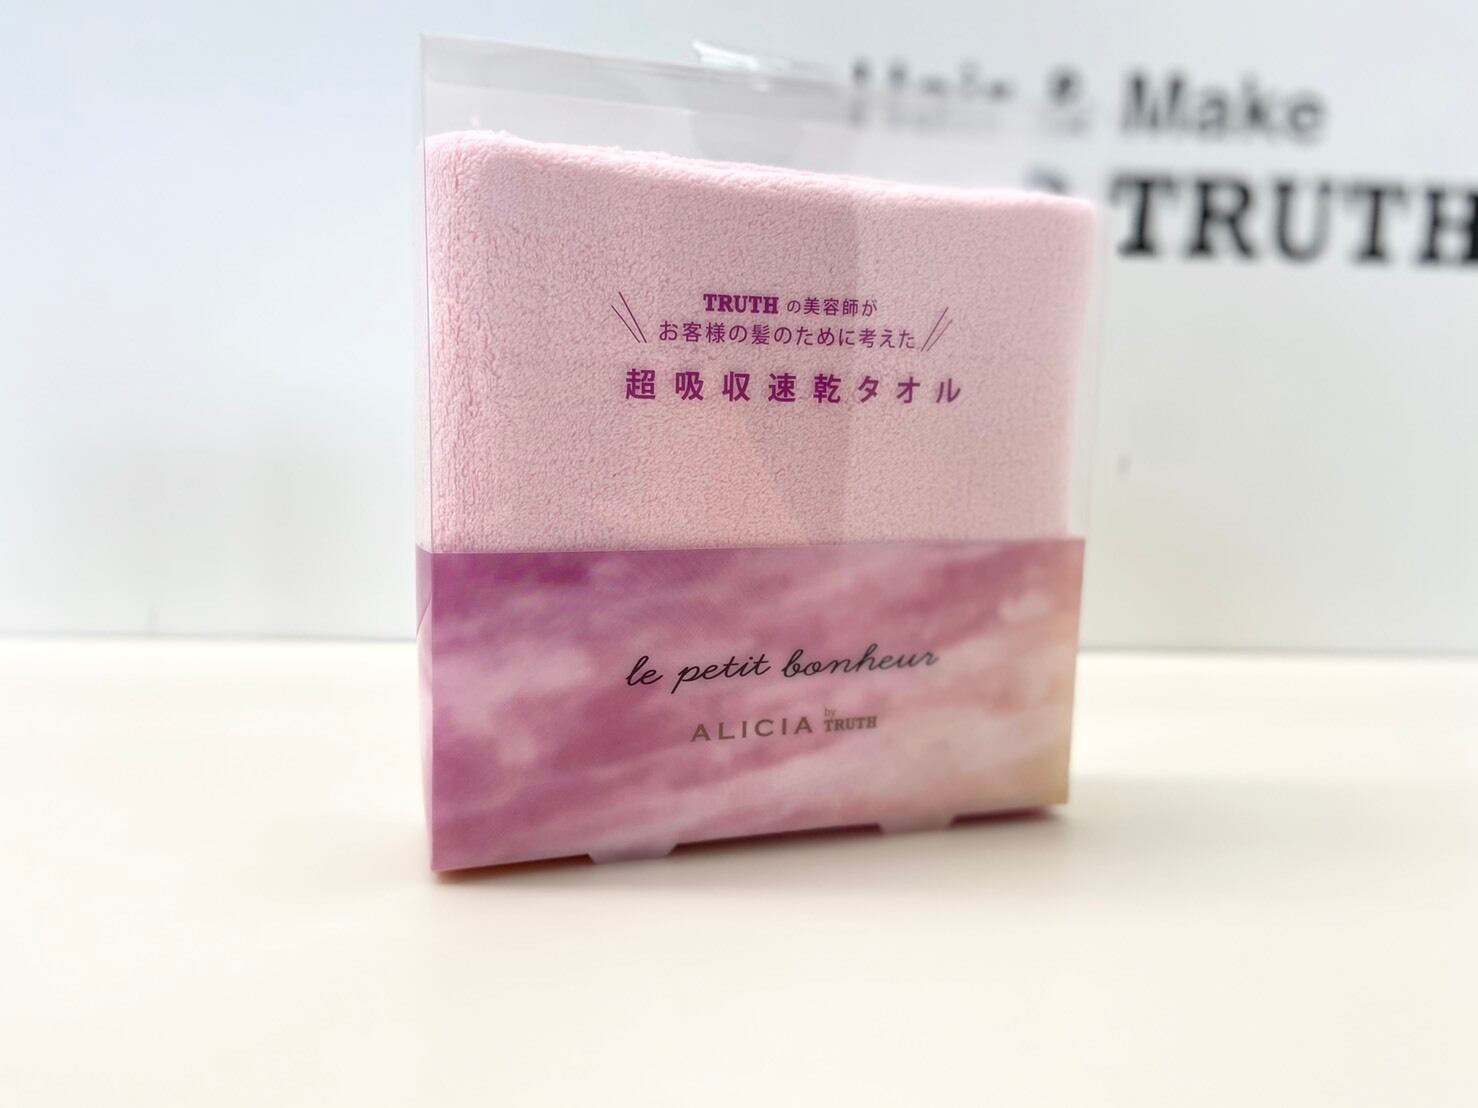 Hair & Make
TRUTH
TRUTH の美容師が
お客様の髪のために考えた
超吸収速乾タオル
le petit bonheur
ALICIA by TRUTH